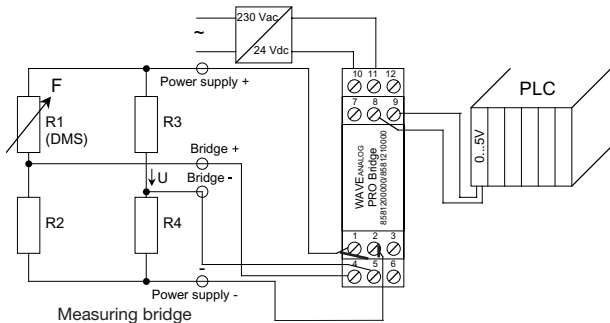 230 Vac
~
24 Vdc
Power supply +
10 11 12
7 8 9
PLC
0...5V
F
R1
(DMS)
R3
Bridge +
Bridge -
U
R2
R4
WAVEANALOG
PRO Bridge
8581200000/8581210000
1 2 3
4 5 6
-
Power supply -
Measuring bridge